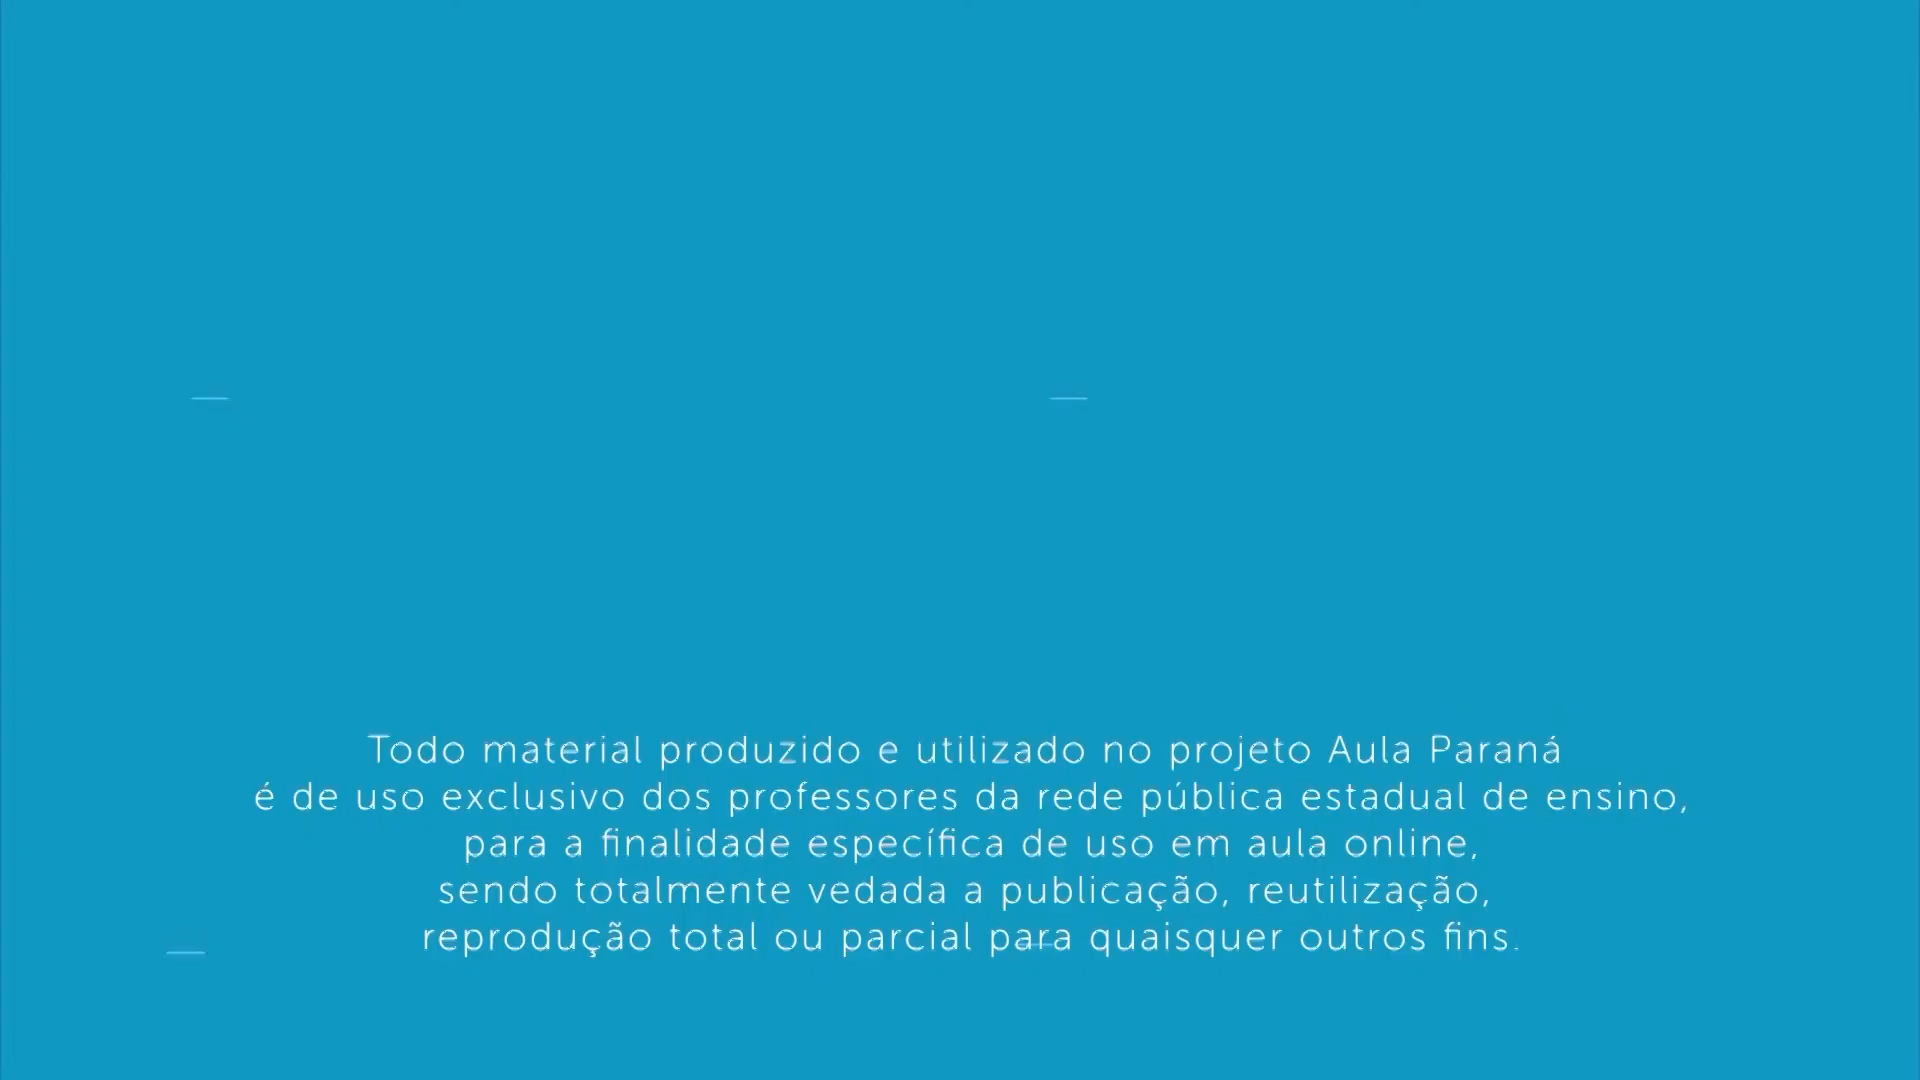 Todo material produzido e utilizado no projeto Aula Paraná
é de uso exclusivo dos professores da rede pública estadual de ensino,
para a finalidade específica de uso em aula online,
sendo totalmente vedada a publicação, reutilização,
reprodução total ou parcial para quaisquer outros fins.